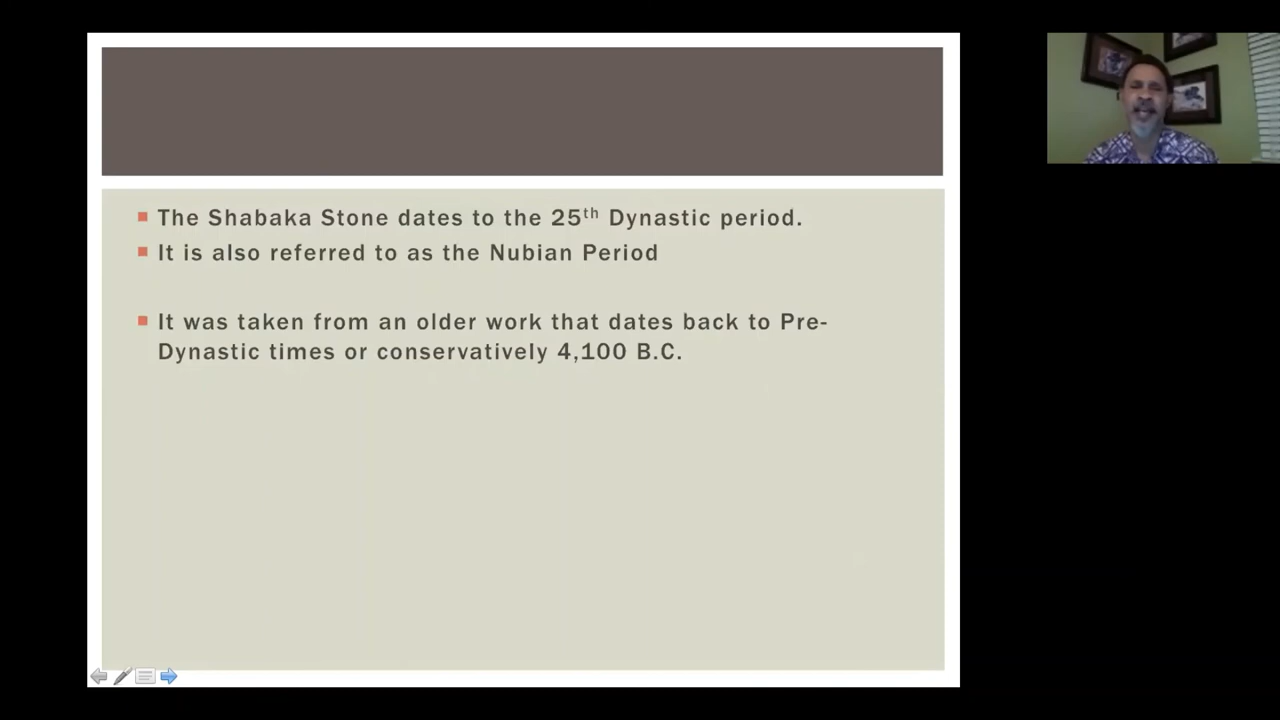 The Shabaka Stone dates to the 25th Dynastic period.
It is also referred to as the Nubian Period
It was taken from an older work that dates back to Pre-
Dynastic times or conservatively 4,100 B.C.